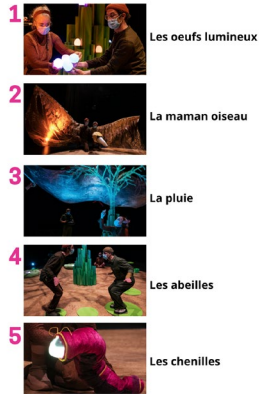 1
Les oeufs lumineux
2
La maman oiseau
3
La pluie
4
Les abeilles
5
Les chenilles